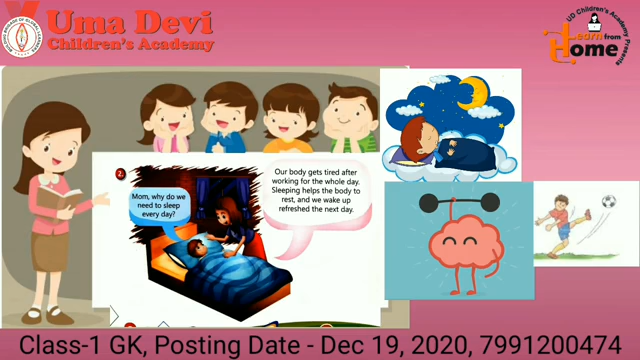 Uma Devi
Children's Academy
UD Children's Academy Presents
Learn from
Home
2.
Mom, why do we
need to sleep
every day?
Our body gets tired after
working for the whole day.
Sleeping helps the body to
rest, and we wake up
refreshed the next day.
Class-1 GK, Posting Date - Dec 19, 2020, 7991200474